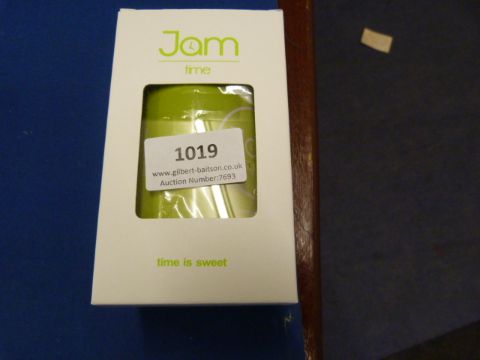 Jam
time
1019
www.gilbert-baitson.co.uk
Auction Number:7693
time is sweet